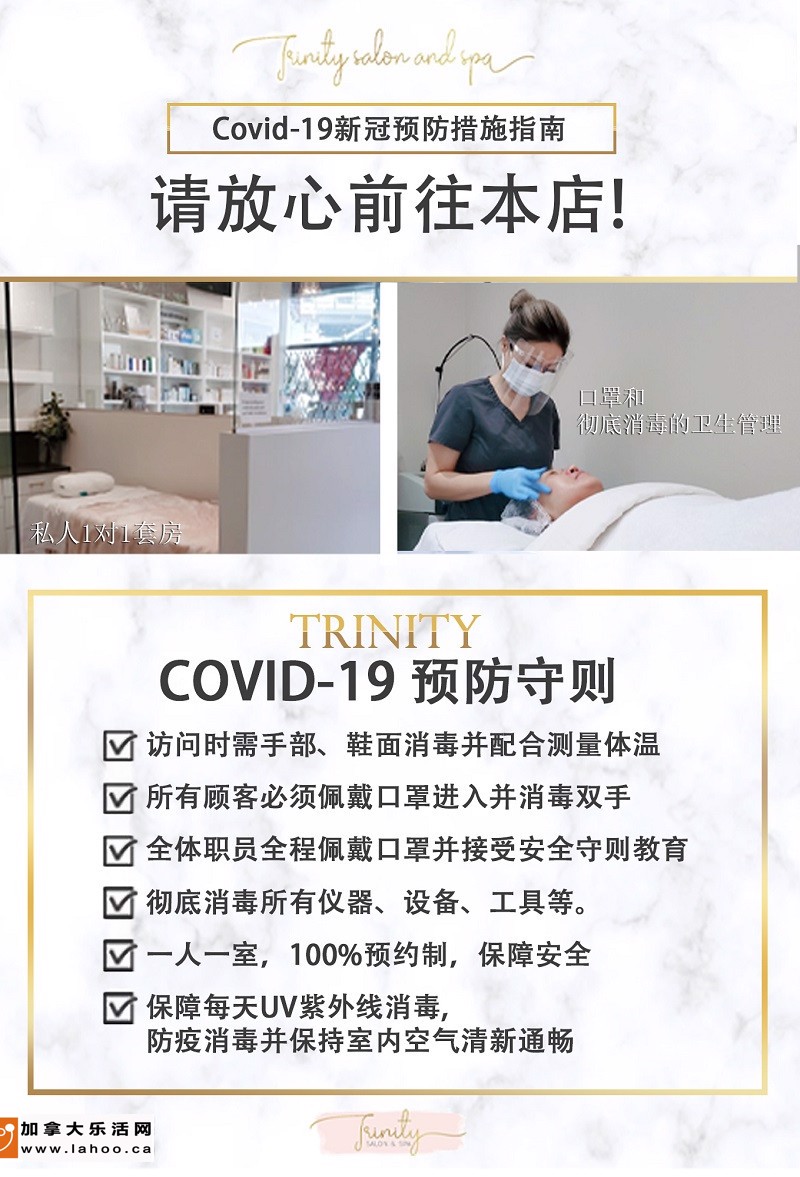 Trinity salon and spa
Covid-19新冠预防措施指南
请放心前往本店!
口罩和
彻底消毒的卫生管理
私人1对1套房
TRINITY
COVID-19 预防守则
访问时需手部、鞋面消毒并配合测量体温
所有顾客必须佩戴口罩进入并消毒双手
全体职员全程佩戴口罩并接受安全守则教育
彻底消毒所有仪器、设备、工具等。
一人一室，100%预约制，保障安全
保障每天UV紫外线消毒,
防疫消毒并保持室内空气清新通畅
加拿大乐活网
www.lahoo.ca
Trinity
SALON & SPA